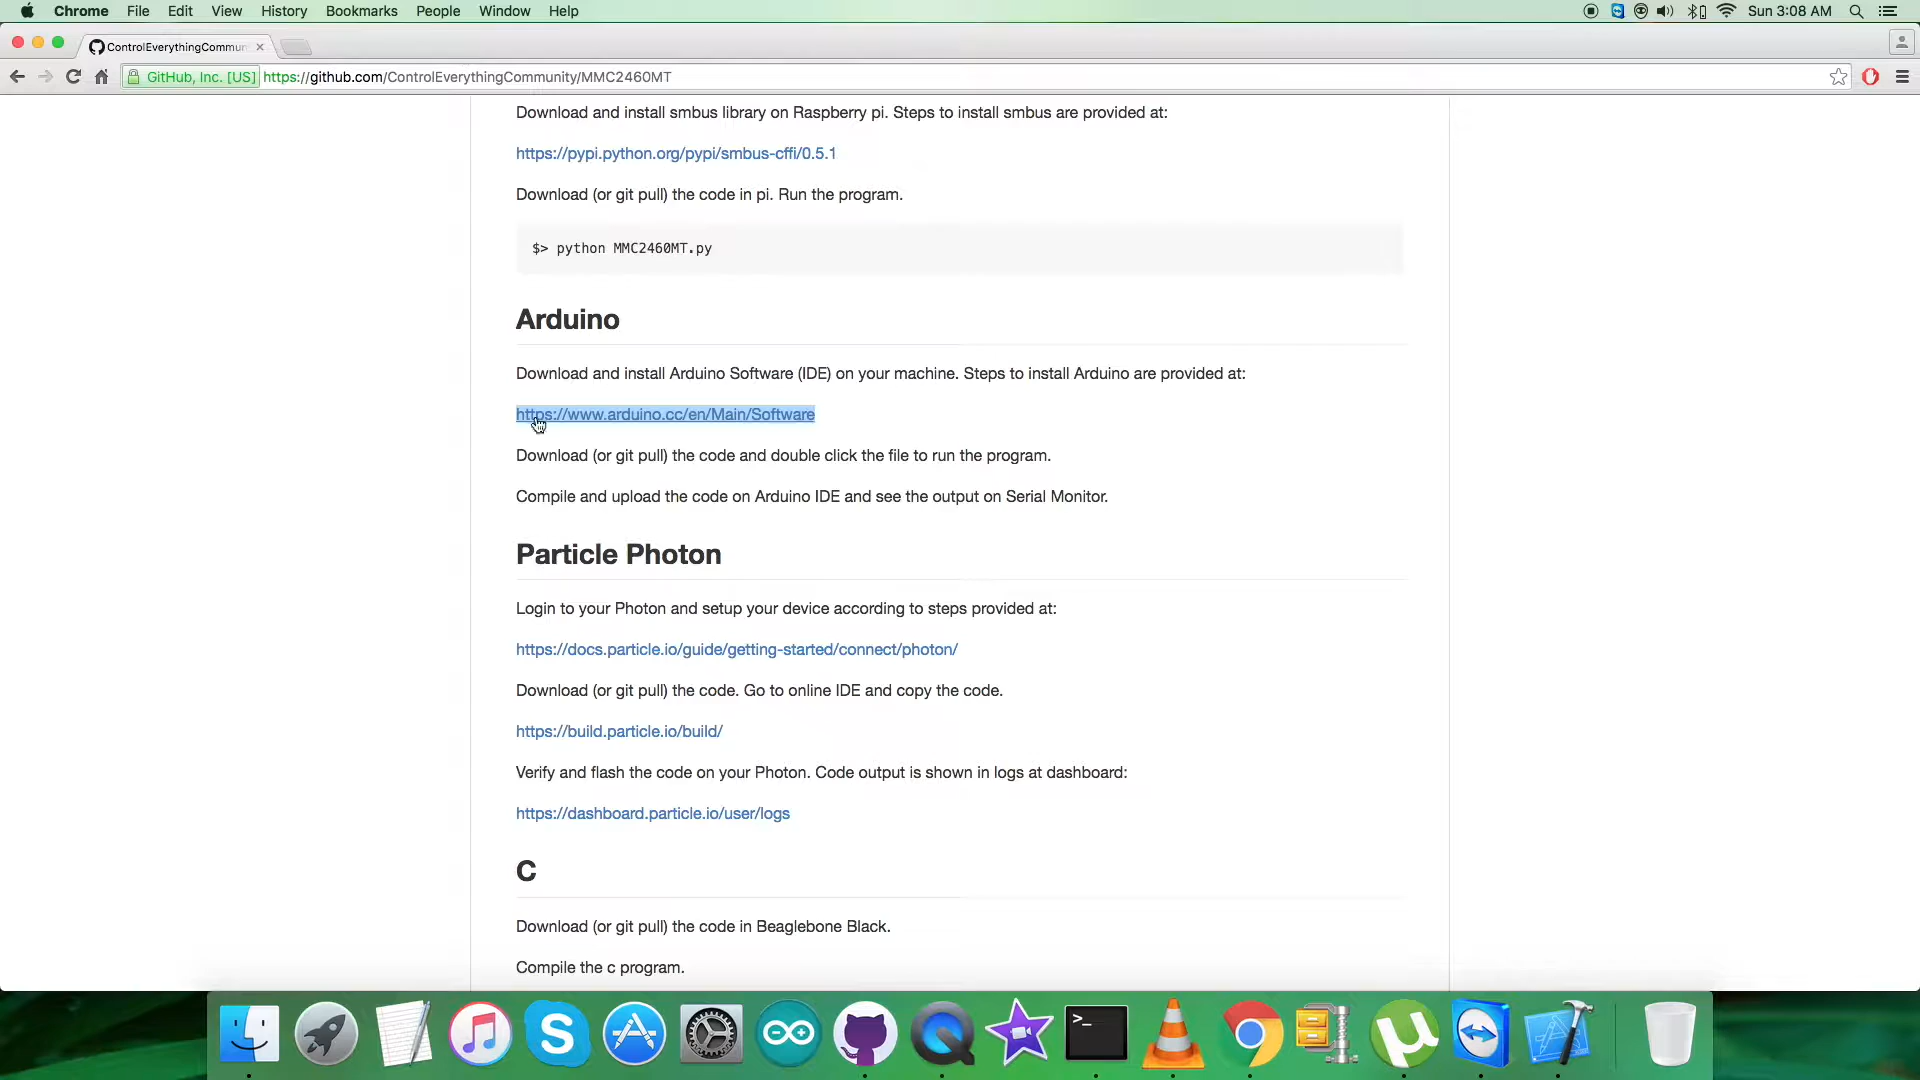 Chrome File Edit View History Bookmarks People Window Help Sun 3:08 AM
ControlEverythingCommun
GitHub, Inc. [US] https://github.com/ControlEverythingCommunity/MMC2460MT
Download and install smbus library on Raspberry pi. Steps to install smbus are provided at:
https://pypi.python.org/pypi/smbus-cffi/0.5.1
Download (or git pull) the code in pi. Run the program.
$> python MMC2460MT.py
Arduino
Download and install Arduino Software (IDE) on your machine. Steps to install Arduino are provided at:
https://www.arduino.cc/en/Main/Software
Download (or git pull) the code and double click the file to run the program.
Compile and upload the code on Arduino IDE and see the output on Serial Monitor.
Particle Photon
Login to your Photon and setup your device according to steps provided at:
https://docs.particle.io/guide/getting-started/connect/photon/
Download (or git pull) the code. Go to online IDE and copy the code.
https://build.particle.io/build/
Verify and flash the code on your Photon. Code output is shown in logs at dashboard:
https://dashboard.particle.io/user/logs
C
Download (or git pull) the code in Beaglebone Black.
Compile the c program.